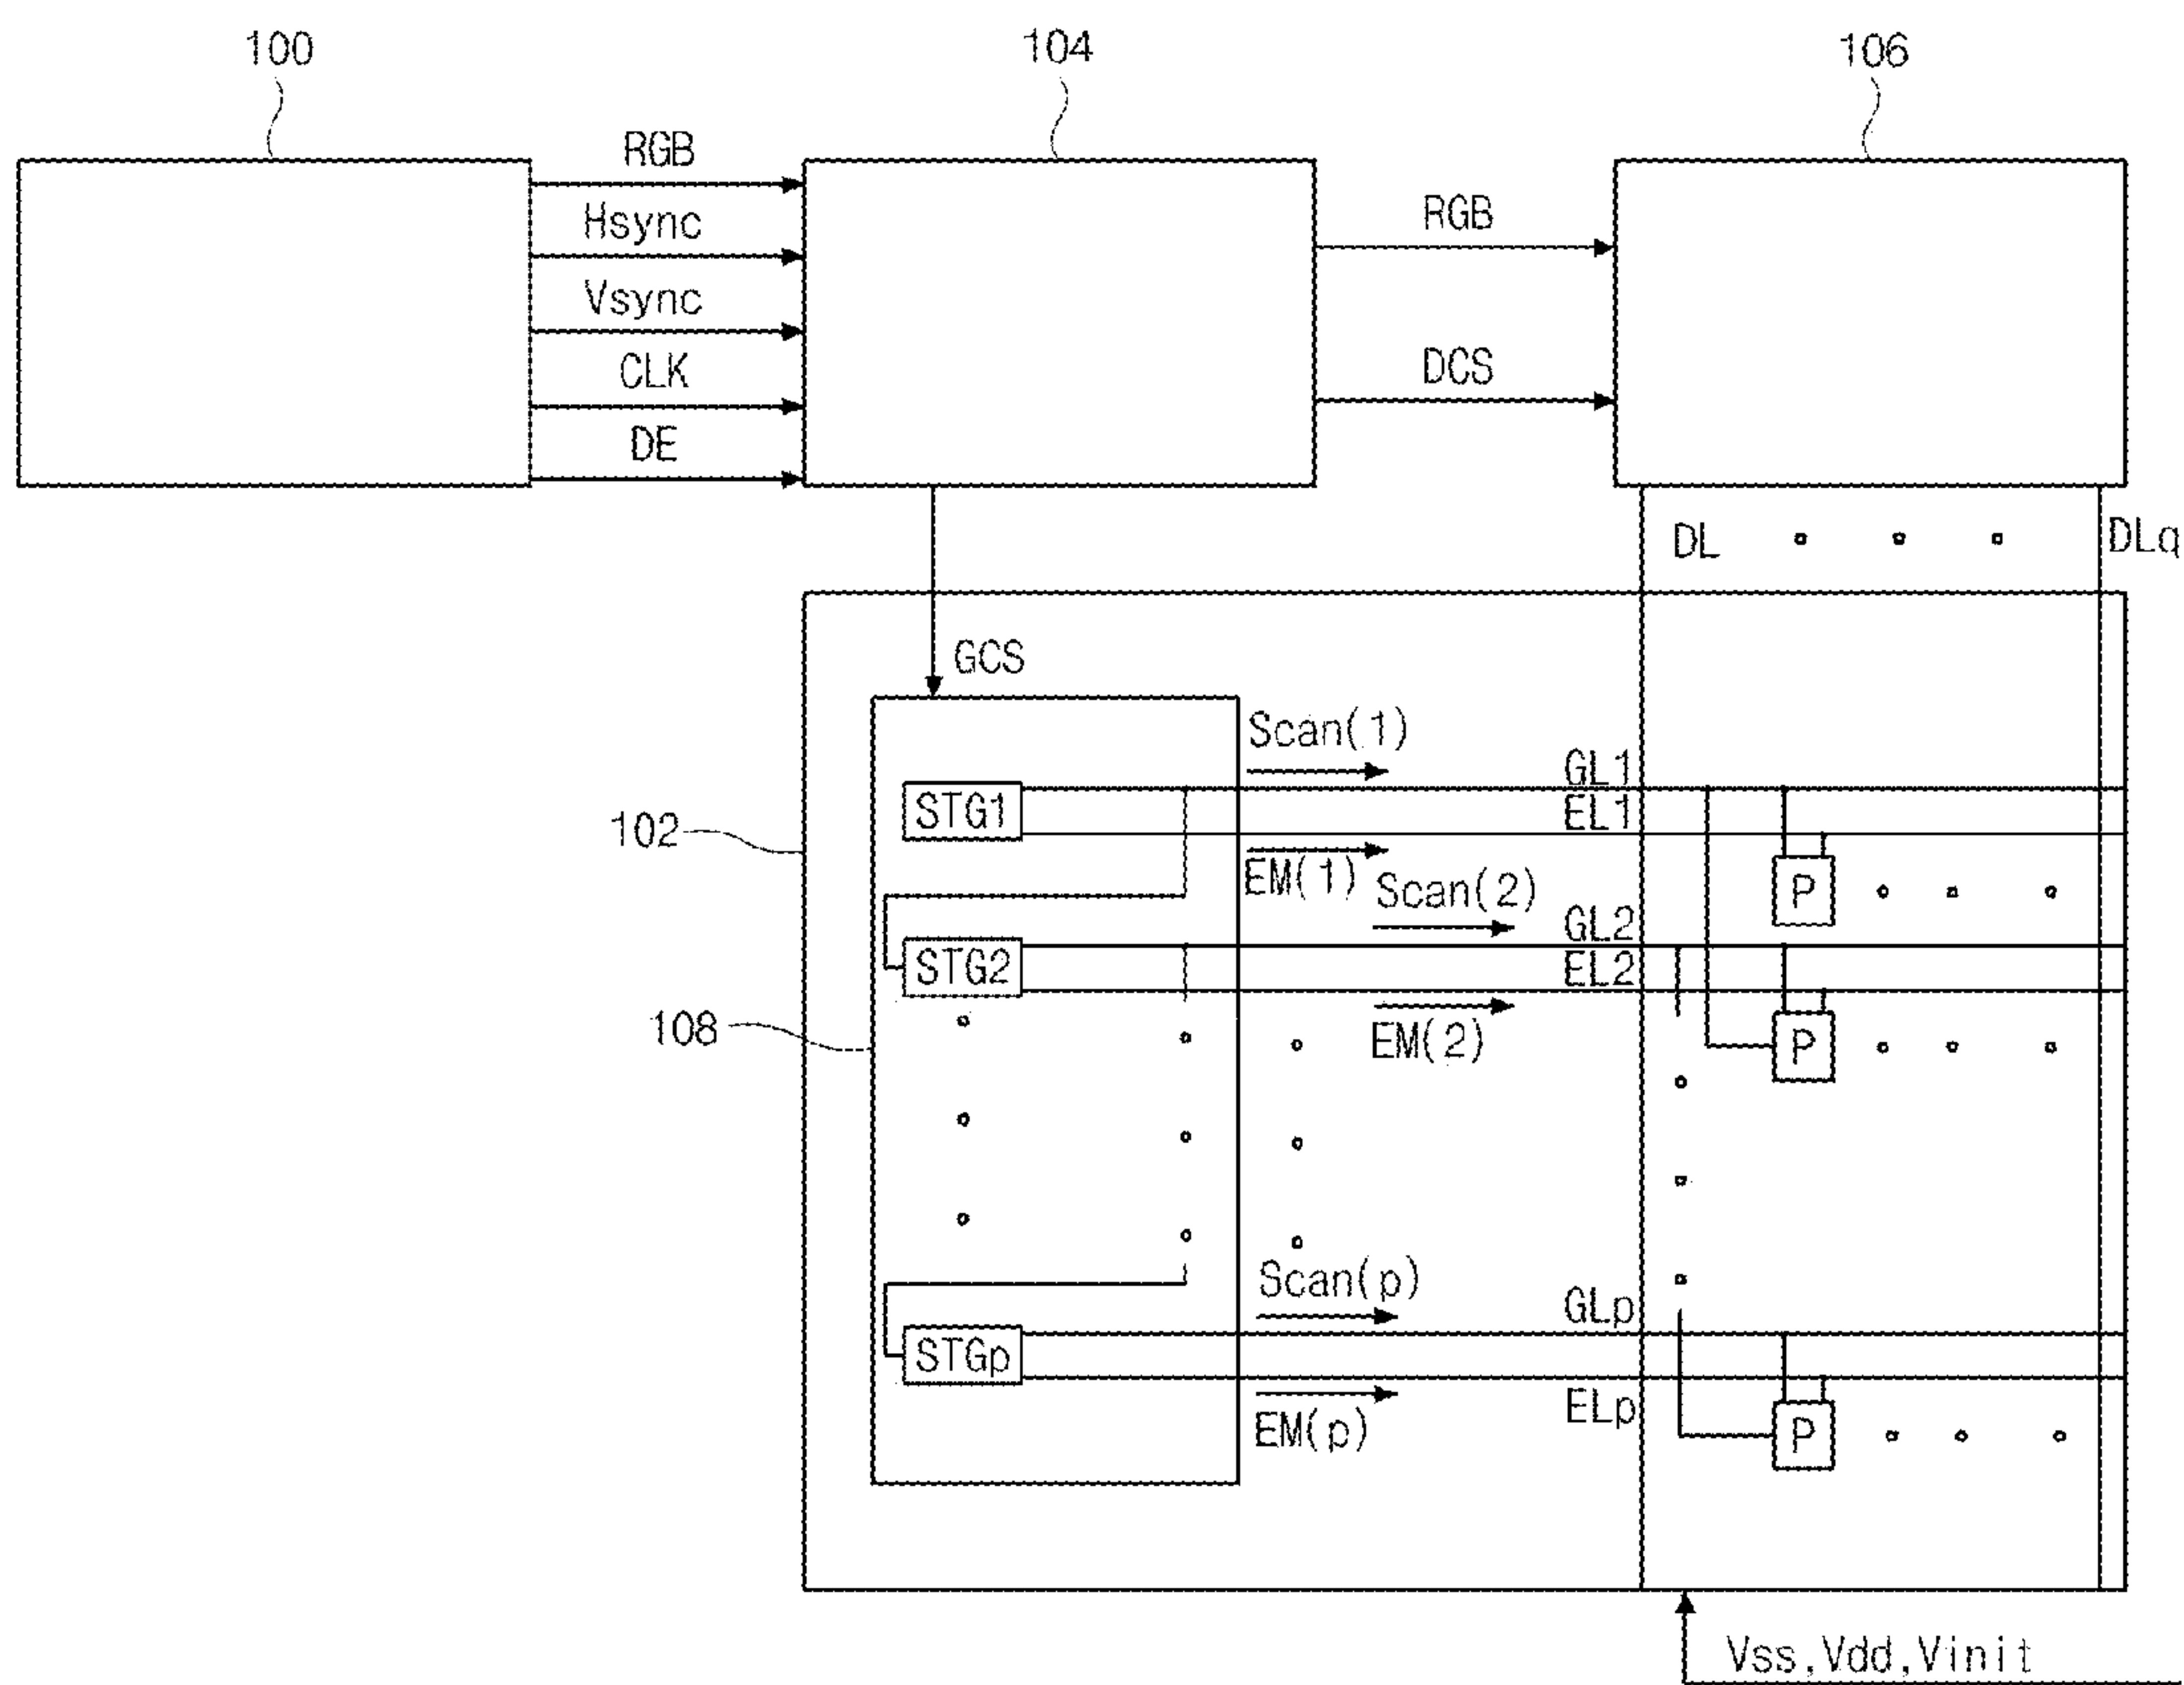 100
104
106
RGB
Hsync
Vsync
CLK
DE
RGB
DCS
DL
DLq
GCS
Scan(1)
GL1
STG1
EL1
102
EM(1)
Scan(2)
P
GL2
STG2
EL2
108
EM(2)
P
Scan(p)
GLp
STGp
ELp
EM(p)
P
Vss,Vdd,Vinit